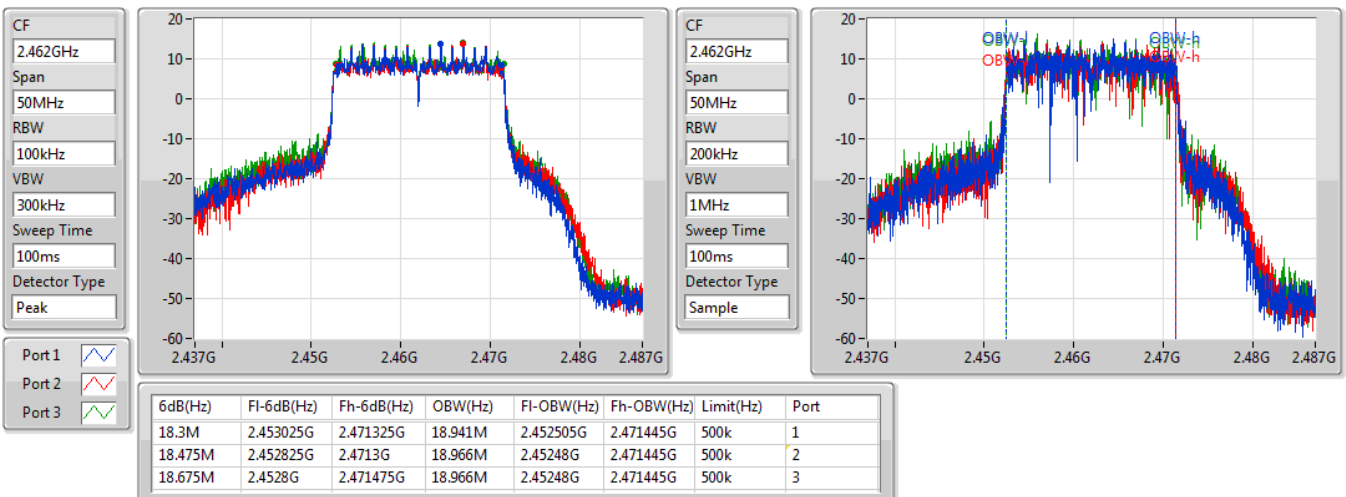 CF
2.462GHz
Span
50MHz
RBW
100kHz
VBW
300kHz
Sweep Time
100ms
Detector Type
Peak
Port 1
Port 2
Port 3
20
10
0
-10
-20
-30
-40
-50
-60
2.437G 2.45G 2.46G 2.47G 2.48G 2.487G
CF
2.462GHz
Span
50MHz
RBW
200kHz
VBW
1MHz
Sweep Time
100ms
Detector Type
Sample
20
10
0
-10
-20
-30
-40
-50
-60
OBW-l OBW-h
OBW-h
OBW-h
2.437G 2.45G 2.46G 2.47G 2.48G 2.487G
6dB(Hz) Fl-6dB(Hz) Fh-6dB(Hz) OBW(Hz) Fl-OBW(Hz) Fh-OBW(Hz) Limit(Hz) Port
18.3M 2.453025G 2.471325G 18.941M 2.452505G 2.471445G 500k 1
18.475M 2.452825G 2.4713G 18.966M 2.45248G 2.471445G 500k 2
18.675M 2.4528G 2.471475G 18.966M 2.45248G 2.471445G 500k 3